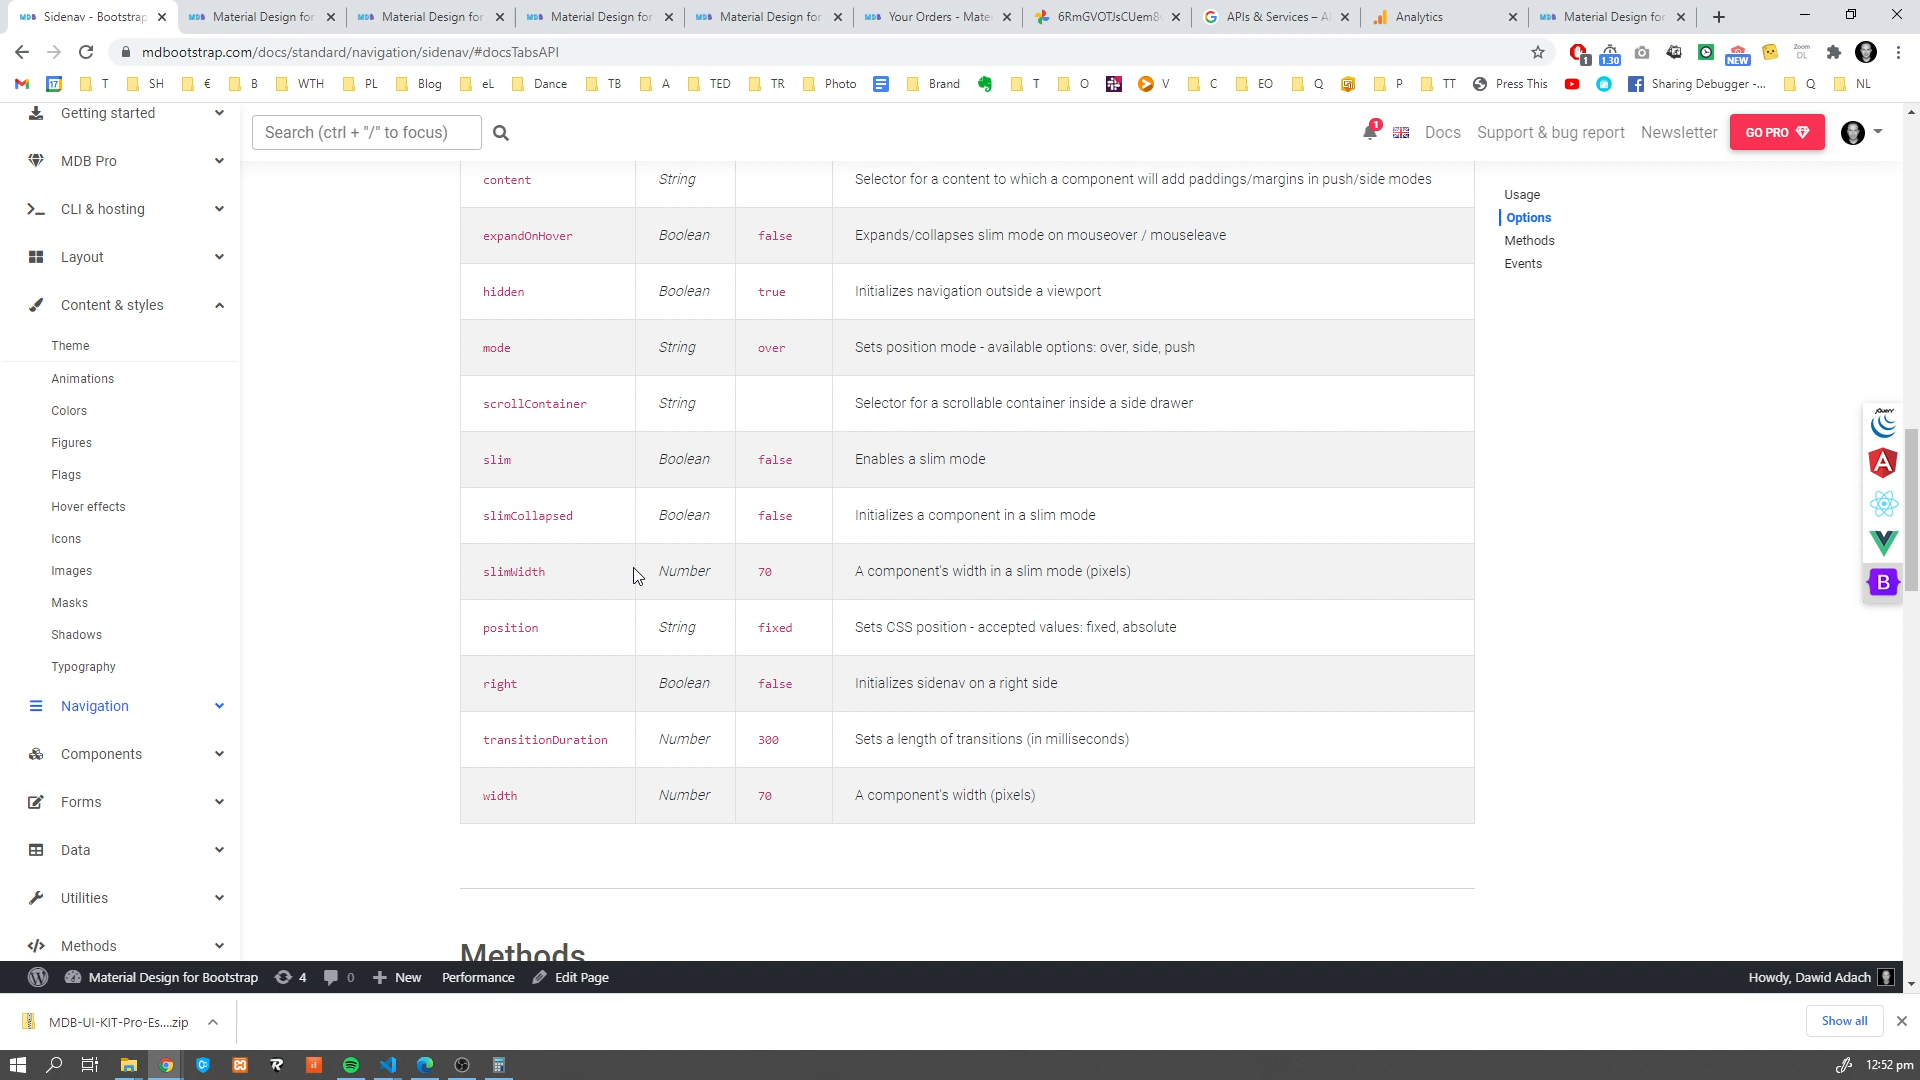 Sidenav - Bootstrap
Material Design for
Material Design for
Material Design for
Material Design for
Your Orders - Mate
6RmGVOTJsCUem8
APIs & Services – A
Analytics
Material Design for
mdbootstrap.com/docs/standard/navigation/sidenav/#docsTabsAPI
1
1.30
NEW
Zoom DL
17
T
SH
€
B
WTH
PL
Blog
eL
Dance
TB
A
TED
TR
Photo
Brand
T
O
V
C
EO
Q
P
TT
Press This
Sharing Debugger -...
Q
NL
Getting started
MDB Pro
CLI & hosting
Layout
Content & styles
Theme
Animations
Colors
Figures
Flags
Hover effects
Icons
Images
Masks
Shadows
Typography
Navigation
Components
Forms
Data
Utilities
Methods
Search (ctrl + "/" to focus)
1
Docs
Support & bug report
Newsletter
GO PRO
content String Selector for a content to which a component will add paddings/margins in push/side modes
expandOnHover Boolean false Expands/collapses slim mode on mouseover / mouseleave
hidden Boolean true Initializes navigation outside a viewport
mode String over Sets position mode - available options: over, side, push
scrollContainer String Selector for a scrollable container inside a side drawer
slim Boolean false Enables a slim mode
slimCollapsed Boolean false Initializes a component in a slim mode
slimWidth Number 70 A component's width in a slim mode (pixels)
position String fixed Sets CSS position - accepted values: fixed, absolute
right Boolean false Initializes sidenav on a right side
transitionDuration Number 300 Sets a length of transitions (in milliseconds)
width Number 70 A component's width (pixels)
Methods
Usage
Options
Methods
Events
jQuery
B
Material Design for Bootstrap
4
0
New
Performance
Edit Page
Howdy, Dawid Adach
MDB-UI-KIT-Pro-Es....zip
Show all
12:52 pm